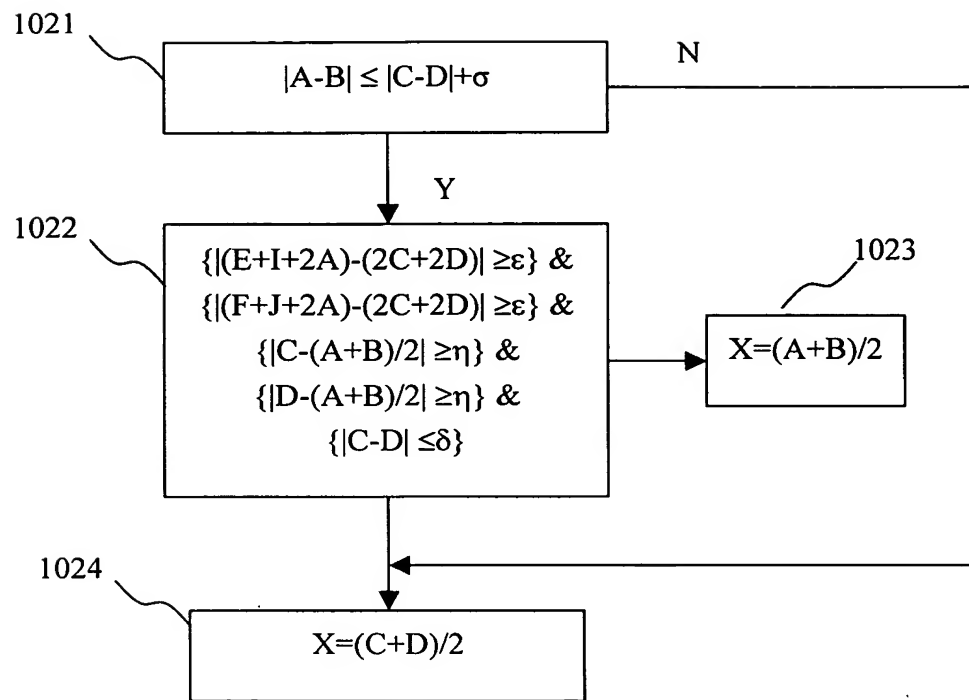 1021
|A-B| ≤ |C-D|+σ
N
Y
1022
{|(E+I+2A)-(2C+2D)| ≥ε} &
{|(F+J+2A)-(2C+2D)| ≥ε} &
{|C-(A+B)/2| ≥η} &
{|D-(A+B)/2| ≥η} &
{|C-D| ≤δ}
1023
X=(A+B)/2
1024
X=(C+D)/2